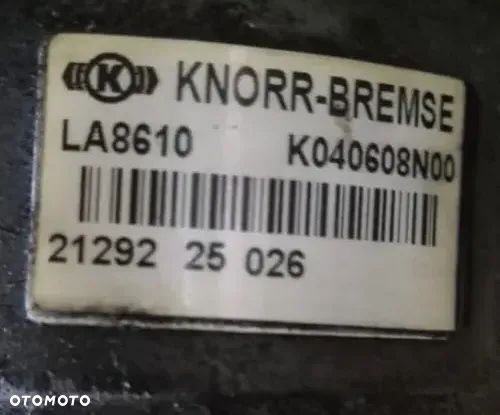 K KNORR-BREMSE
LA8610 K040608N00
21292 25 026
OTOMOTO